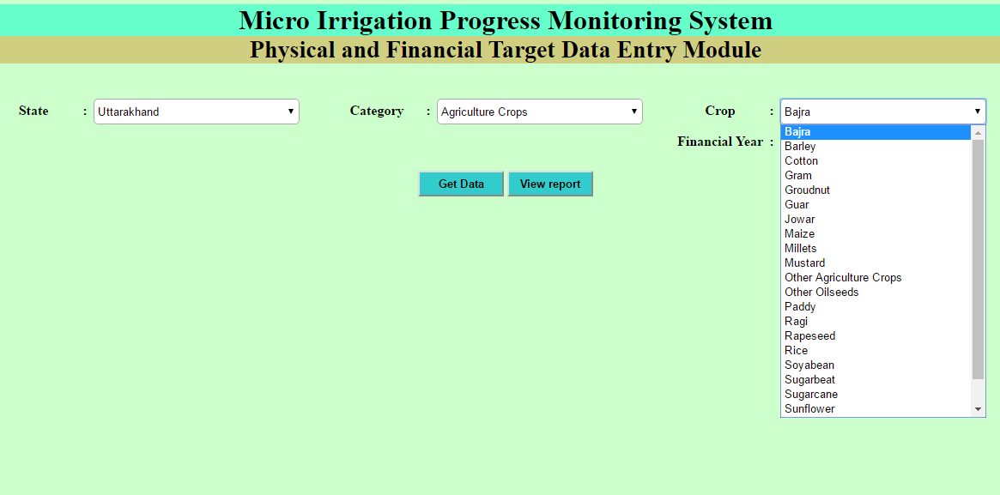 Micro Irrigation Progress Monitoring System
Physical and Financial Target Data Entry Module
State : Uttarakhand Category : Agriculture Crops Crop : Bajra
Financial Year :
Get Data View report
Bajra
Barley
Cotton
Gram
Groudnut
Guar
Jowar
Maize
Millets
Mustard
Other Agriculture Crops
Other Oilseeds
Paddy
Ragi
Rapeseed
Rice
Soyabean
Sugarbeat
Sugarcane
Sunflower